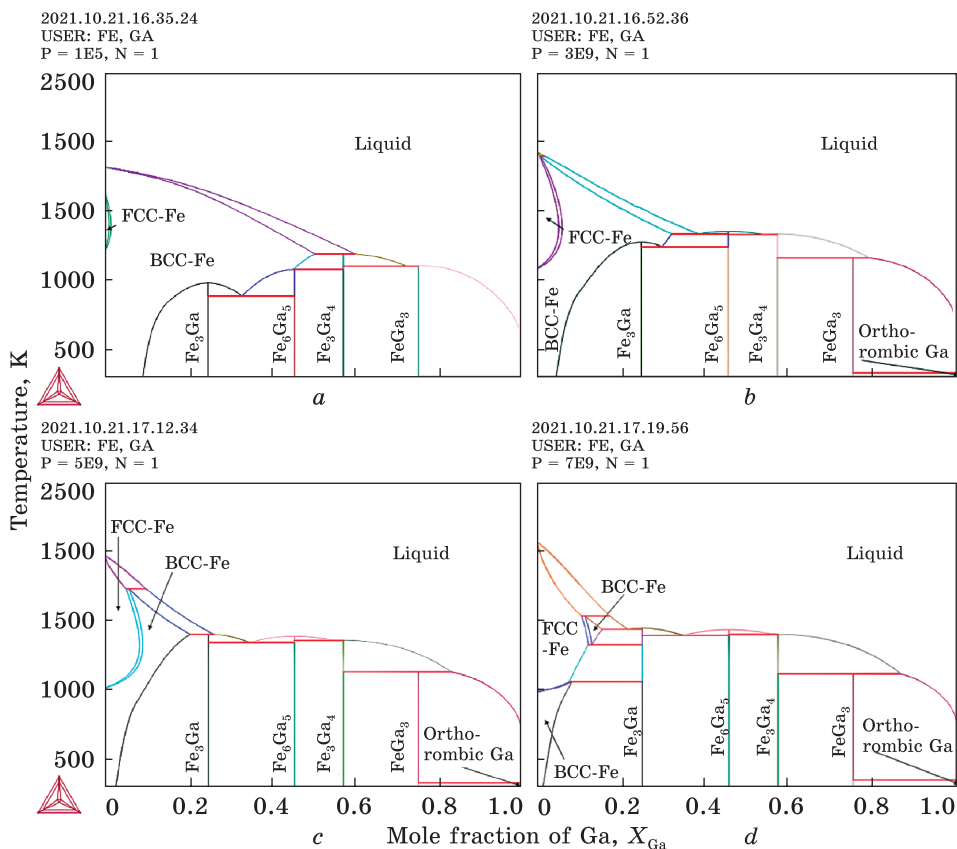 2021.10.21.16.35.24
USER: FE, GA
P = 1E5, N = 1
2021.10.21.16.52.36
USER: FE, GA
P = 3E9, N = 1
2500
1500
1500
1000
500
Liquid
FCC-Fe
BCC-Fe
Fe3Ga
Fe6Ga5
Fe3Ga4
FeGa3
a
Liquid
FCC-Fe
BCC-Fe
Fe3Ga
Fe6Ga5
Fe3Ga4
FeGa3
Ortho-
rombic Ga
b
Temperature, K
2021.10.21.17.12.34
USER: FE, GA
P = 5E9, N = 1
2021.10.21.17.19.56
USER: FE, GA
P = 7E9, N = 1
2500
1500
1500
1000
500
FCC-Fe
BCC-Fe
Liquid
Fe3Ga
Fe6Ga5
Fe3Ga4
FeGa3
Ortho-
rombic Ga
0 0.2 0.4 0.6 0.8 1.0
c
Liquid
BCC-Fe
FCC
-Fe
Fe3Ga
Fe6Ga5
Fe3Ga4
FeGa3
Ortho-
rombic Ga
BCC-Fe
0 0.2 0.4 0.6 0.8 1.0
d
Mole fraction of Ga, XGa